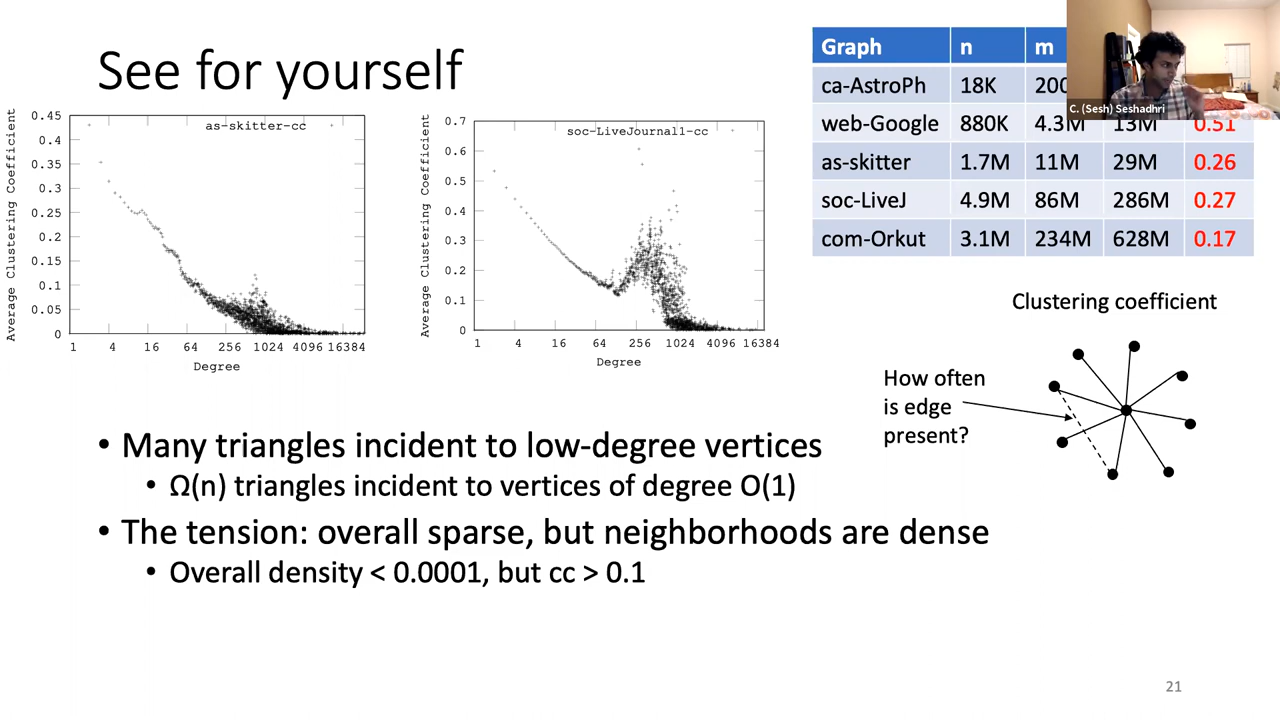 See for yourself
Average Clustering Coefficient
0.45
0.4
0.35
0.3
0.25
0.2
0.15
0.1
0.05
0
as-skitter-cc
1 4 16 64 256 1024 4096 16384
Degree
Average Clustering Coefficient
0.7
0.6
0.5
0.4
0.3
0.2
0.1
0
soc-LiveJournal1-cc
1 4 16 64 256 1024 4096 16384
Degree
Graph n m
ca-AstroPh 18K
web-Google 880K 4.3M 13M 0.51
as-skitter 1.7M 11M 29M 0.26
soc-LiveJ 4.9M 86M 286M 0.27
com-Orkut 3.1M 234M 628M 0.17
C. (Sesh) Seshadhri
Clustering coefficient
How often
is edge
present?
• Many triangles incident to low-degree vertices
• Ω(n) triangles incident to vertices of degree O(1)
• The tension: overall sparse, but neighborhoods are dense
• Overall density < 0.0001, but cc > 0.1
21